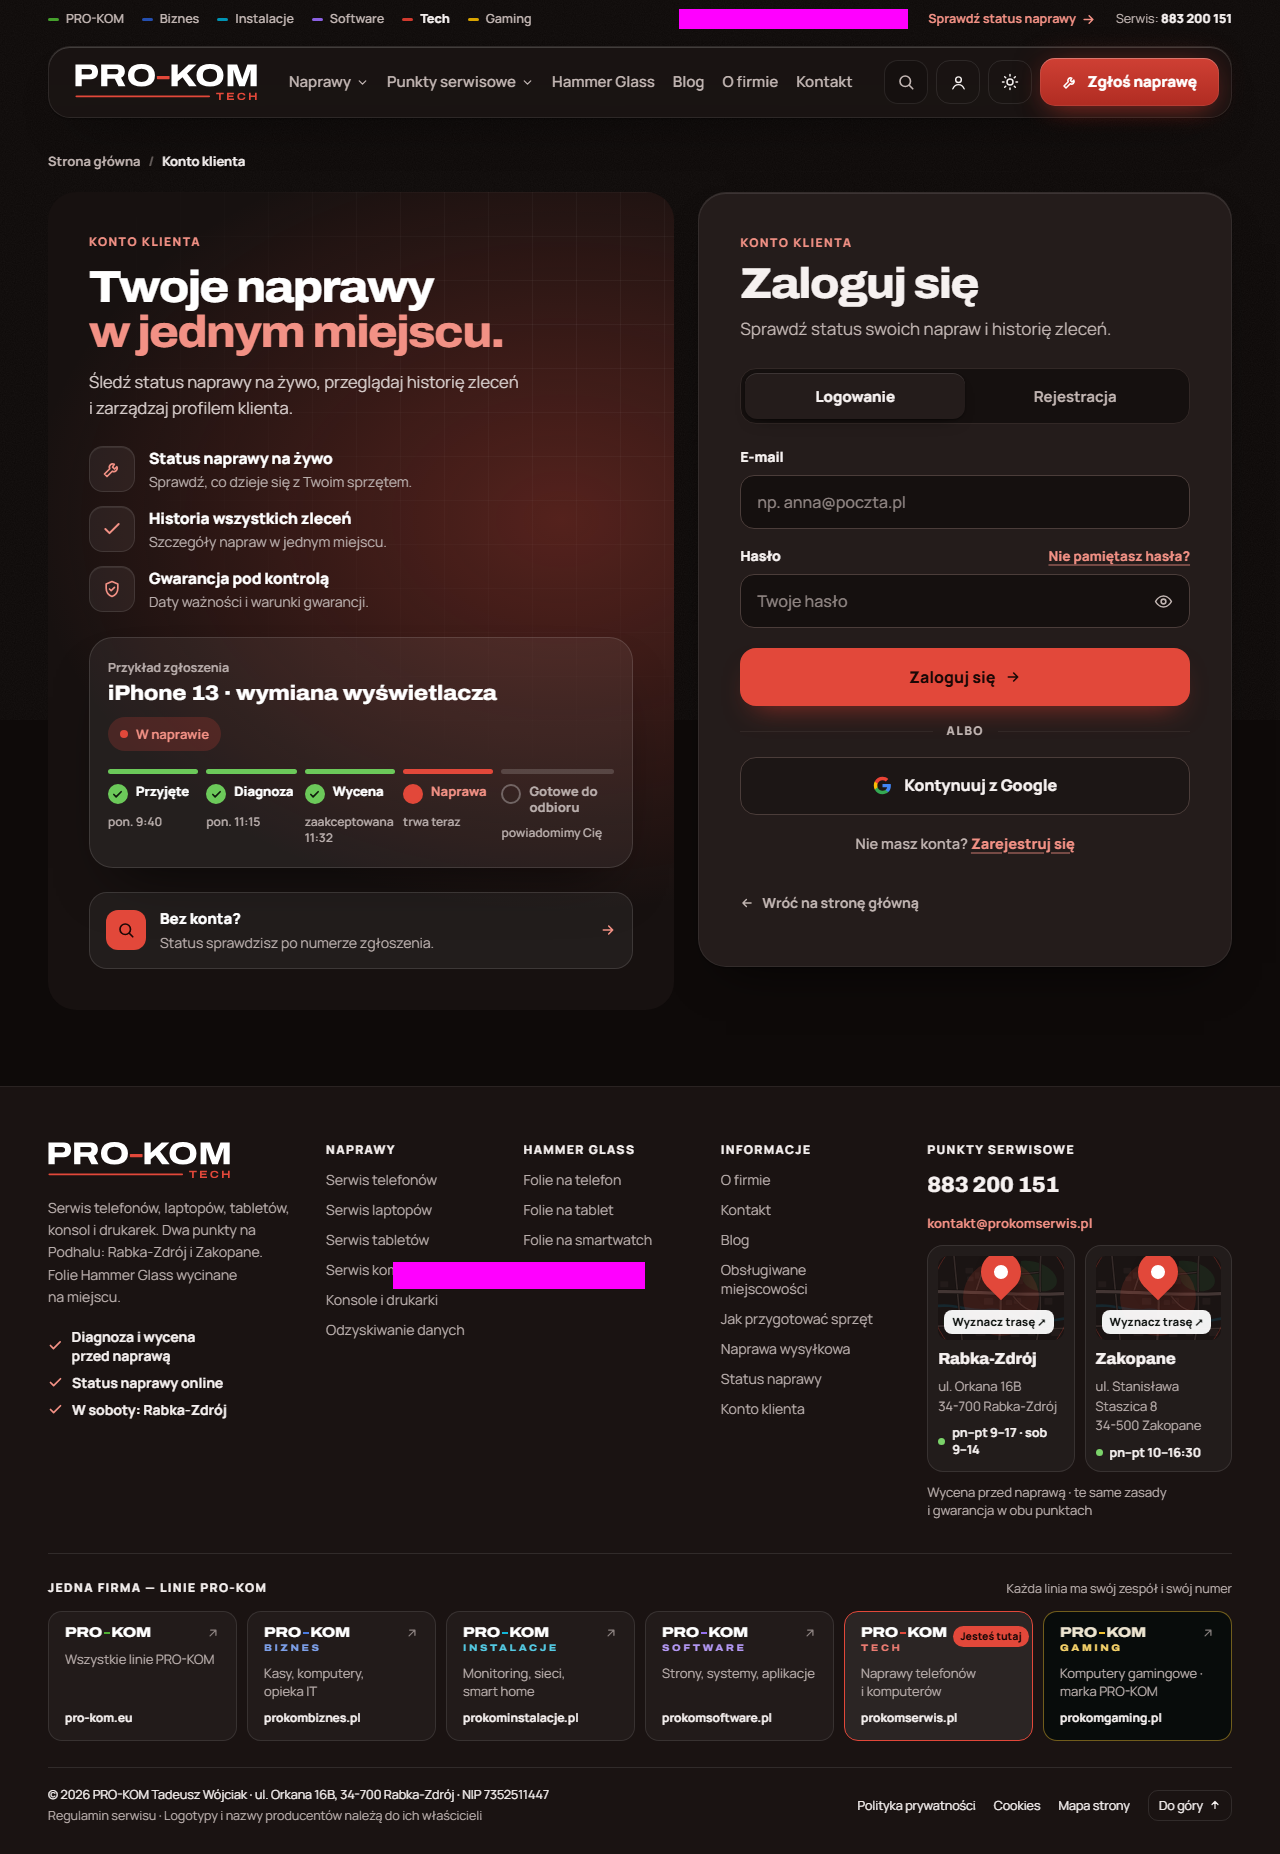 PRO-KOM Biznes Instalacje Software Tech Gaming
Sprawdź status naprawy → Serwis: 883 200 151
PRO-KOM
TECH
Naprawy Punkty serwisowe Hammer Glass Blog O firmie Kontakt
Zgłoś naprawę
Strona główna / Konto klienta
KONTO KLIENTA
Twoje naprawy
w jednym miejscu.
Śledź status naprawy na żywo, przeglądaj historię zleceń
i zarządzaj profilem klienta.
Status naprawy na żywo
Sprawdź, co dzieje się z Twoim sprzętem.
Historia wszystkich zleceń
Szczegóły napraw w jednym miejscu.
Gwarancja pod kontrolą
Daty ważności i warunki gwarancji.
Przykład zgłoszenia
iPhone 13 · wymiana wyświetlacza
W naprawie
Przyjęte
pon. 9:40
Diagnoza
pon. 11:15
Wycena
zaakceptowana
11:32
Naprawa
trwa teraz
Gotowe do
odbioru
powiadomimy Cię
Bez konta?
Status sprawdzisz po numerze zgłoszenia.
→
KONTO KLIENTA
Zaloguj się
Sprawdź status swoich napraw i historię zleceń.
Logowanie Rejestracja
E-mail
np. anna@poczta.pl
Hasło Nie pamiętasz hasła?
Twoje hasło
Zaloguj się →
ALBO
Kontynuuj z Google
Nie masz konta? Zarejestruj się
← Wróć na stronę główną
PRO-KOM
TECH
Serwis telefonów, laptopów, tabletów,
konsol i drukarek. Dwa punkty na
Podhalu: Rabka-Zdrój i Zakopane.
Folie Hammer Glass wycinane
na miejscu.
Diagnoza i wycena
przed naprawą
Status naprawy online
W soboty: Rabka-Zdrój
NAPRAWY
Serwis telefonów
Serwis laptopów
Serwis tabletów
Serwis
Konsole i drukarki
Odzyskiwanie danych
HAMMER GLASS
Folie na telefon
Folie na tablet
Folie na smartwatch
INFORMACJE
O firmie
Kontakt
Blog
Obsługiwane
miejscowości
Jak przygotować sprzęt
Naprawa wysyłkowa
Status naprawy
Konto klienta
PUNKTY SERWISOWE
883 200 151
kontakt@prokomserwis.pl
Wyznacz trasę ↗
Rabka-Zdrój
ul. Orkana 16B
34-700 Rabka-Zdrój
pn–pt 9–17 · sob
9–14
Wyznacz trasę ↗
Zakopane
ul. Stanisława
Staszica 8
34-500 Zakopane
pn–pt 10–16:30
Wycena przed naprawą · te same zasady
i gwarancja w obu punktach
JEDNA FIRMA — LINIE PRO-KOM
Każda linia ma swój zespół i swój numer
PRO-KOM
Wszystkie linie PRO-KOM
pro-kom.eu
PRO-KOM
BIZNES
Kasy, komputery,
opieka IT
prokombiznes.pl
PRO-KOM
INSTALACJE
Monitoring, sieci,
smart home
prokominstalacje.pl
PRO-KOM
SOFTWARE
Strony, systemy, aplikacje
prokomsoftware.pl
PRO-KOM
TECH
Jesteś tutaj
Naprawy telefonów
i komputerów
prokomserwis.pl
PRO-KOM
GAMING
Komputery gamingowe ·
marka PRO-KOM
prokomgaming.pl
© 2026 PRO-KOM Tadeusz Wójciak · ul. Orkana 16B, 34-700 Rabka-Zdrój · NIP 7352511447
Regulamin serwisu · Logotypy i nazwy producentów należą do ich właścicieli
Polityka prywatności Cookies Mapa strony Do góry ↑